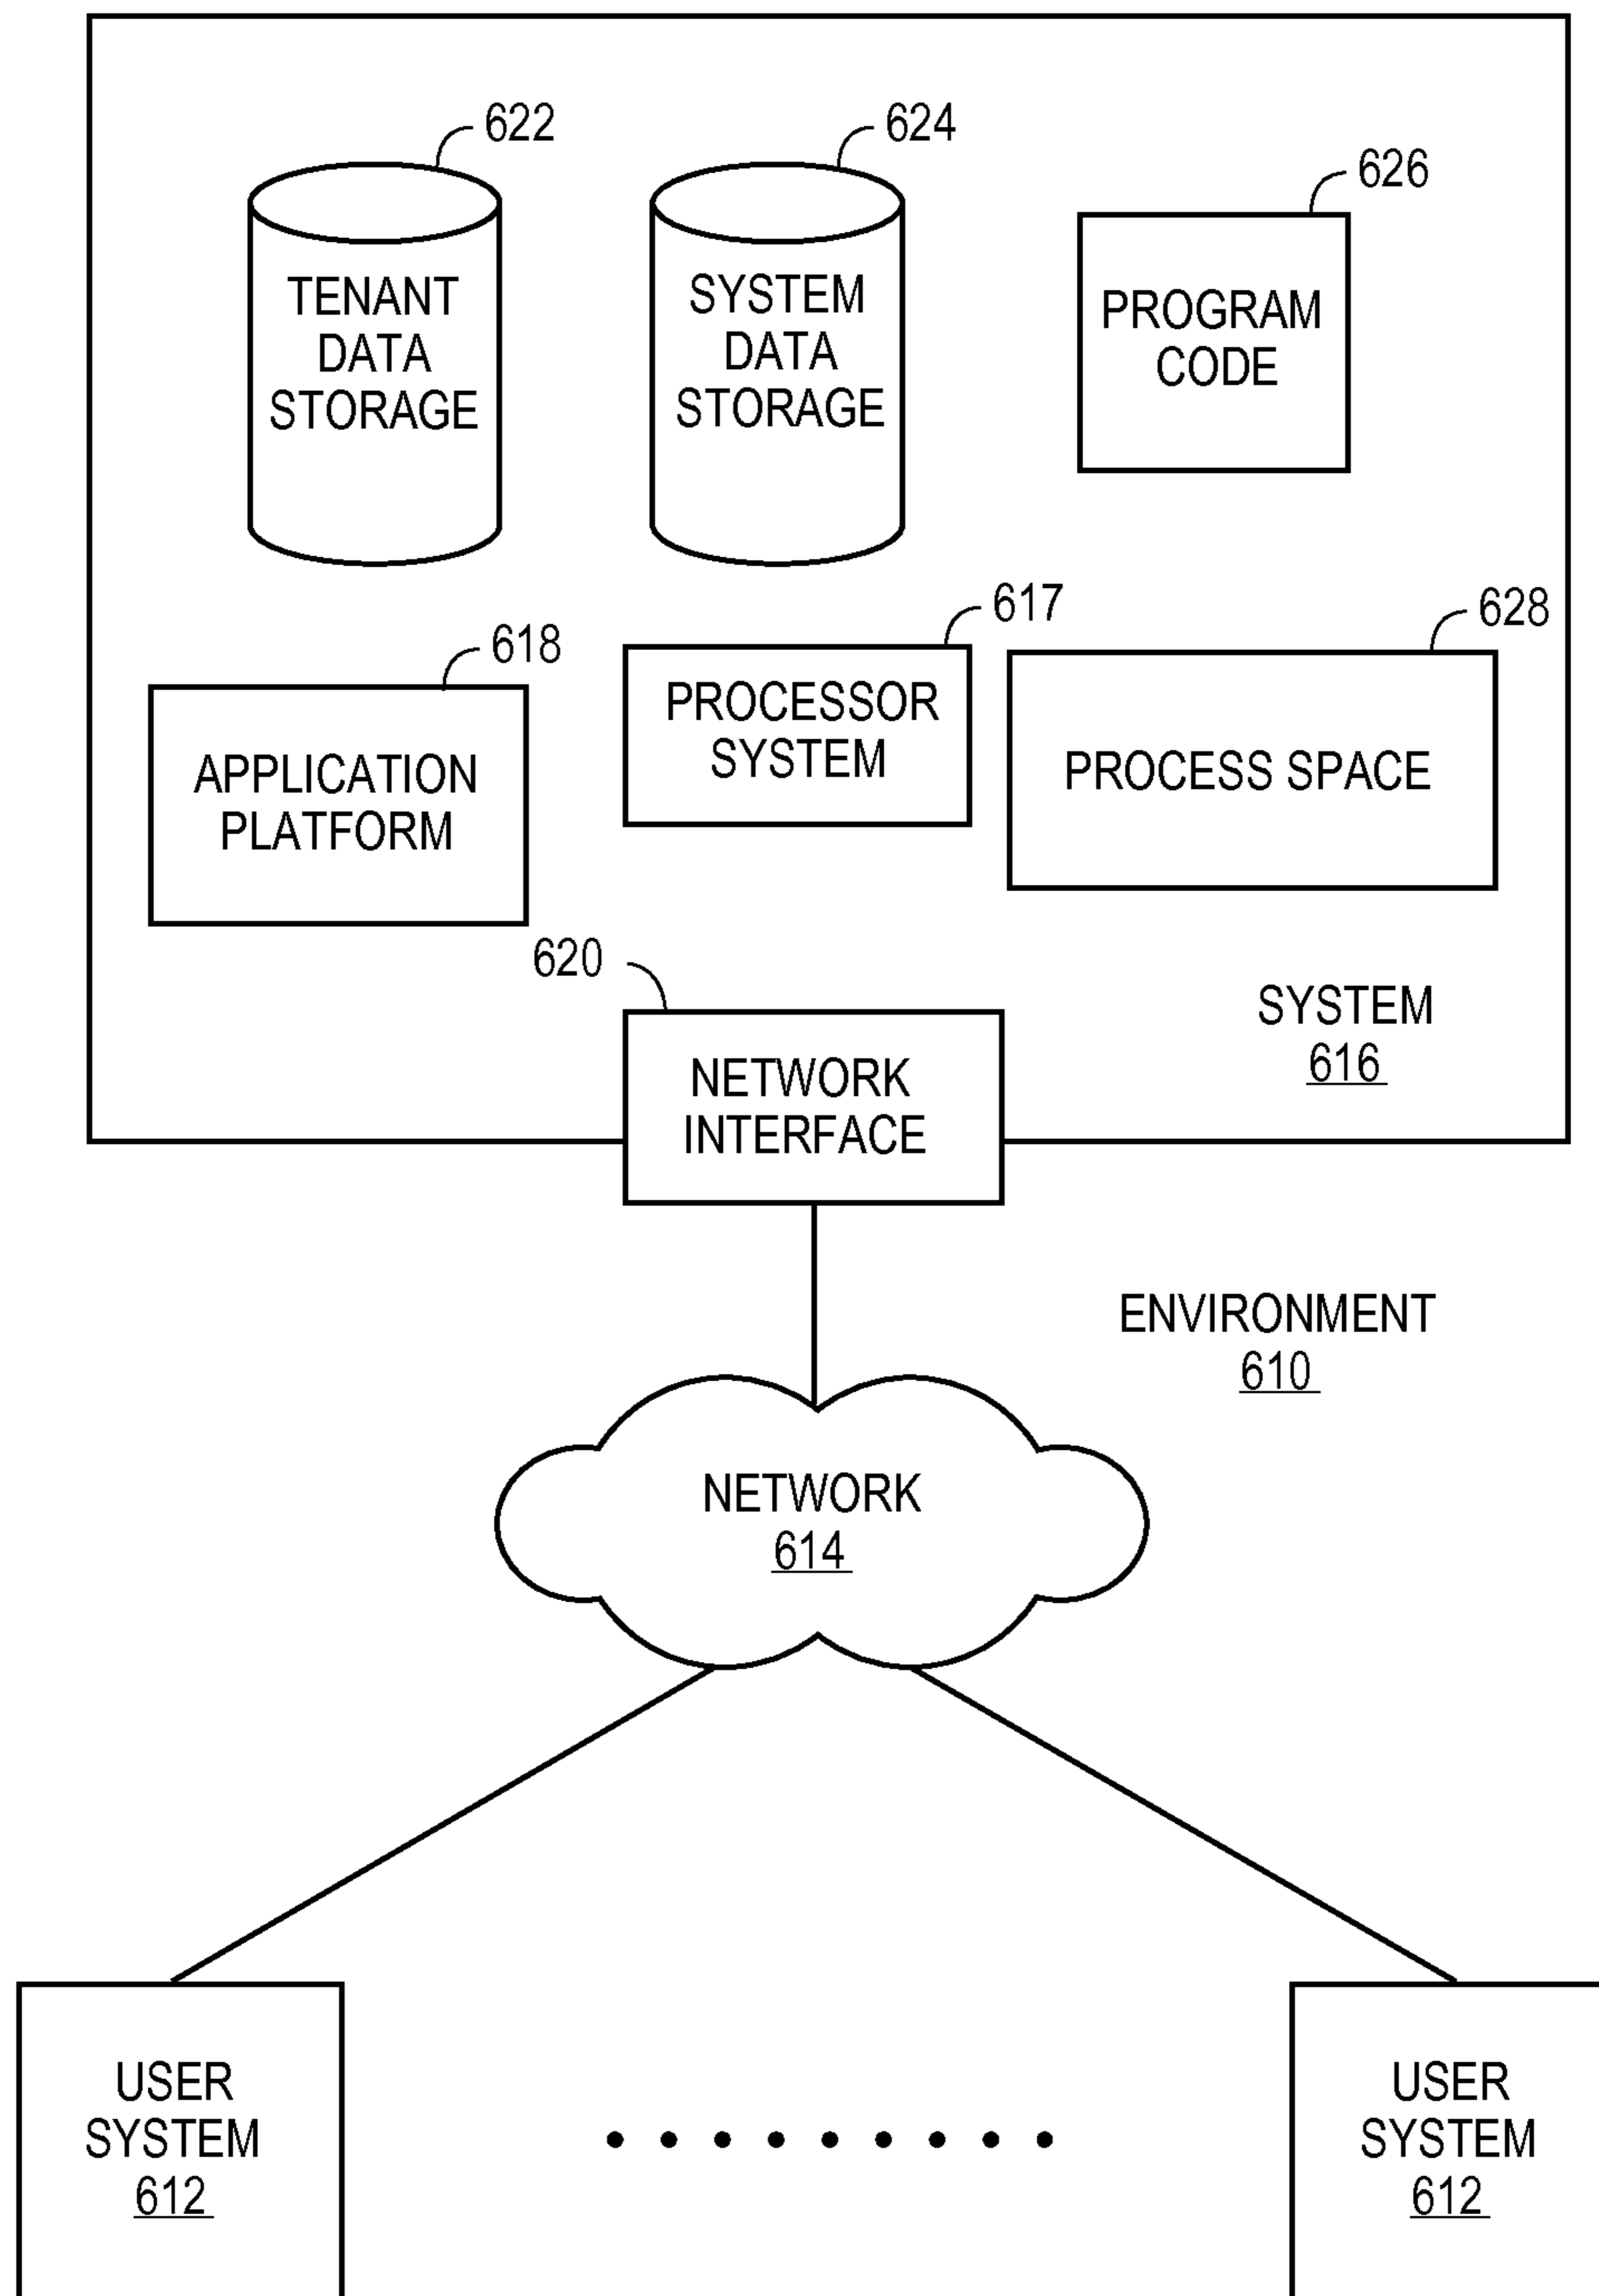 622
624
626
TENANT
DATA
STORAGE
SYSTEM
DATA
STORAGE
PROGRAM
CODE
618
617
628
APPLICATION
PLATFORM
PROCESSOR
SYSTEM
PROCESS SPACE
620
NETWORK
INTERFACE
SYSTEM
616
ENVIRONMENT
610
NETWORK
614
USER
SYSTEM
612
USER
SYSTEM
612